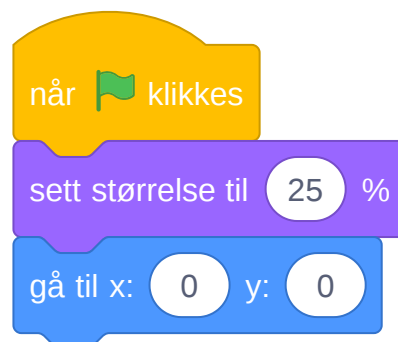 når klikkes
sett størrelse til 25 %
gå til x: 0 y: 0